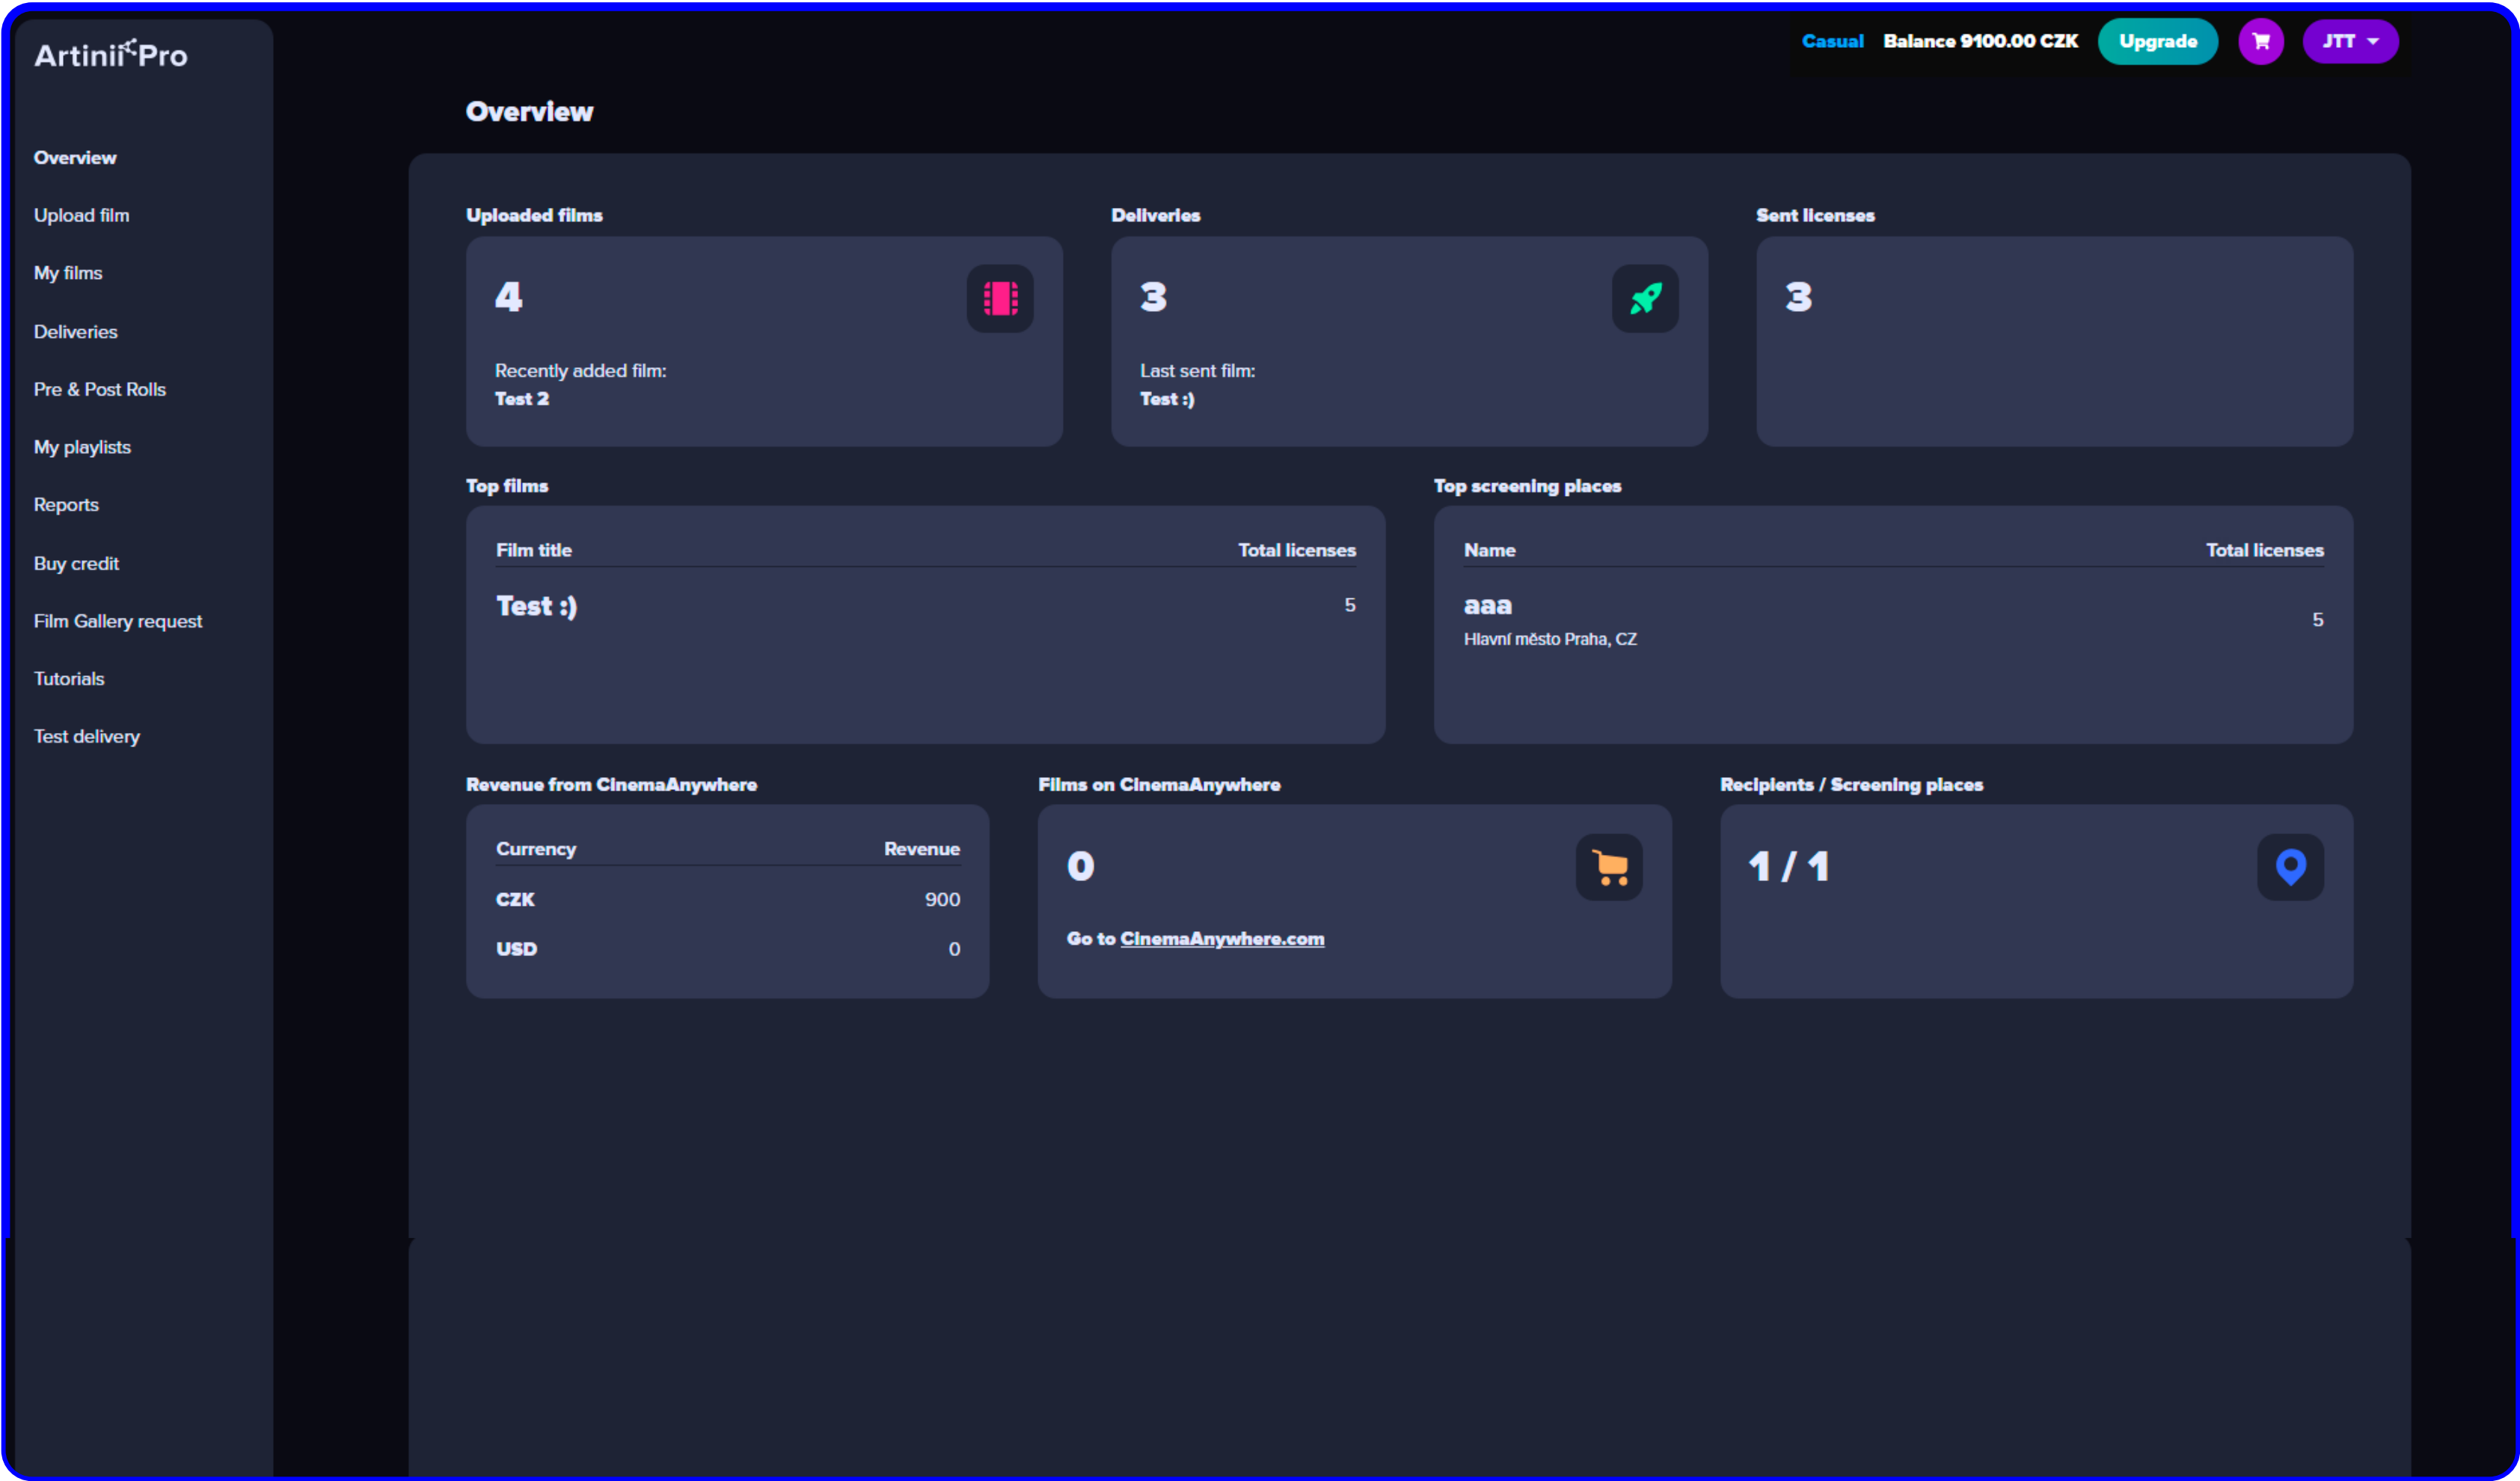 Artinii Pro
Casual Balance 9100.00 CZK Upgrade JTT
Overview
Upload film
My films
Deliveries
Pre & Post Rolls
My playlists
Reports
Buy credit
Film Gallery request
Tutorials
Test delivery
Overview
Uploaded films
4
Recently added film:
Test 2
Deliveries
3
Last sent film:
Test :)
Sent licenses
3
Top films
Film title Total licenses
Test :) 5
Top screening places
Name Total licenses
aaa 5
Hlavní město Praha, CZ
Revenue from CinemaAnywhere
Currency Revenue
CZK 900
USD 0
Films on CinemaAnywhere
0
Go to CinemaAnywhere.com
Recipients / Screening places
1 / 1